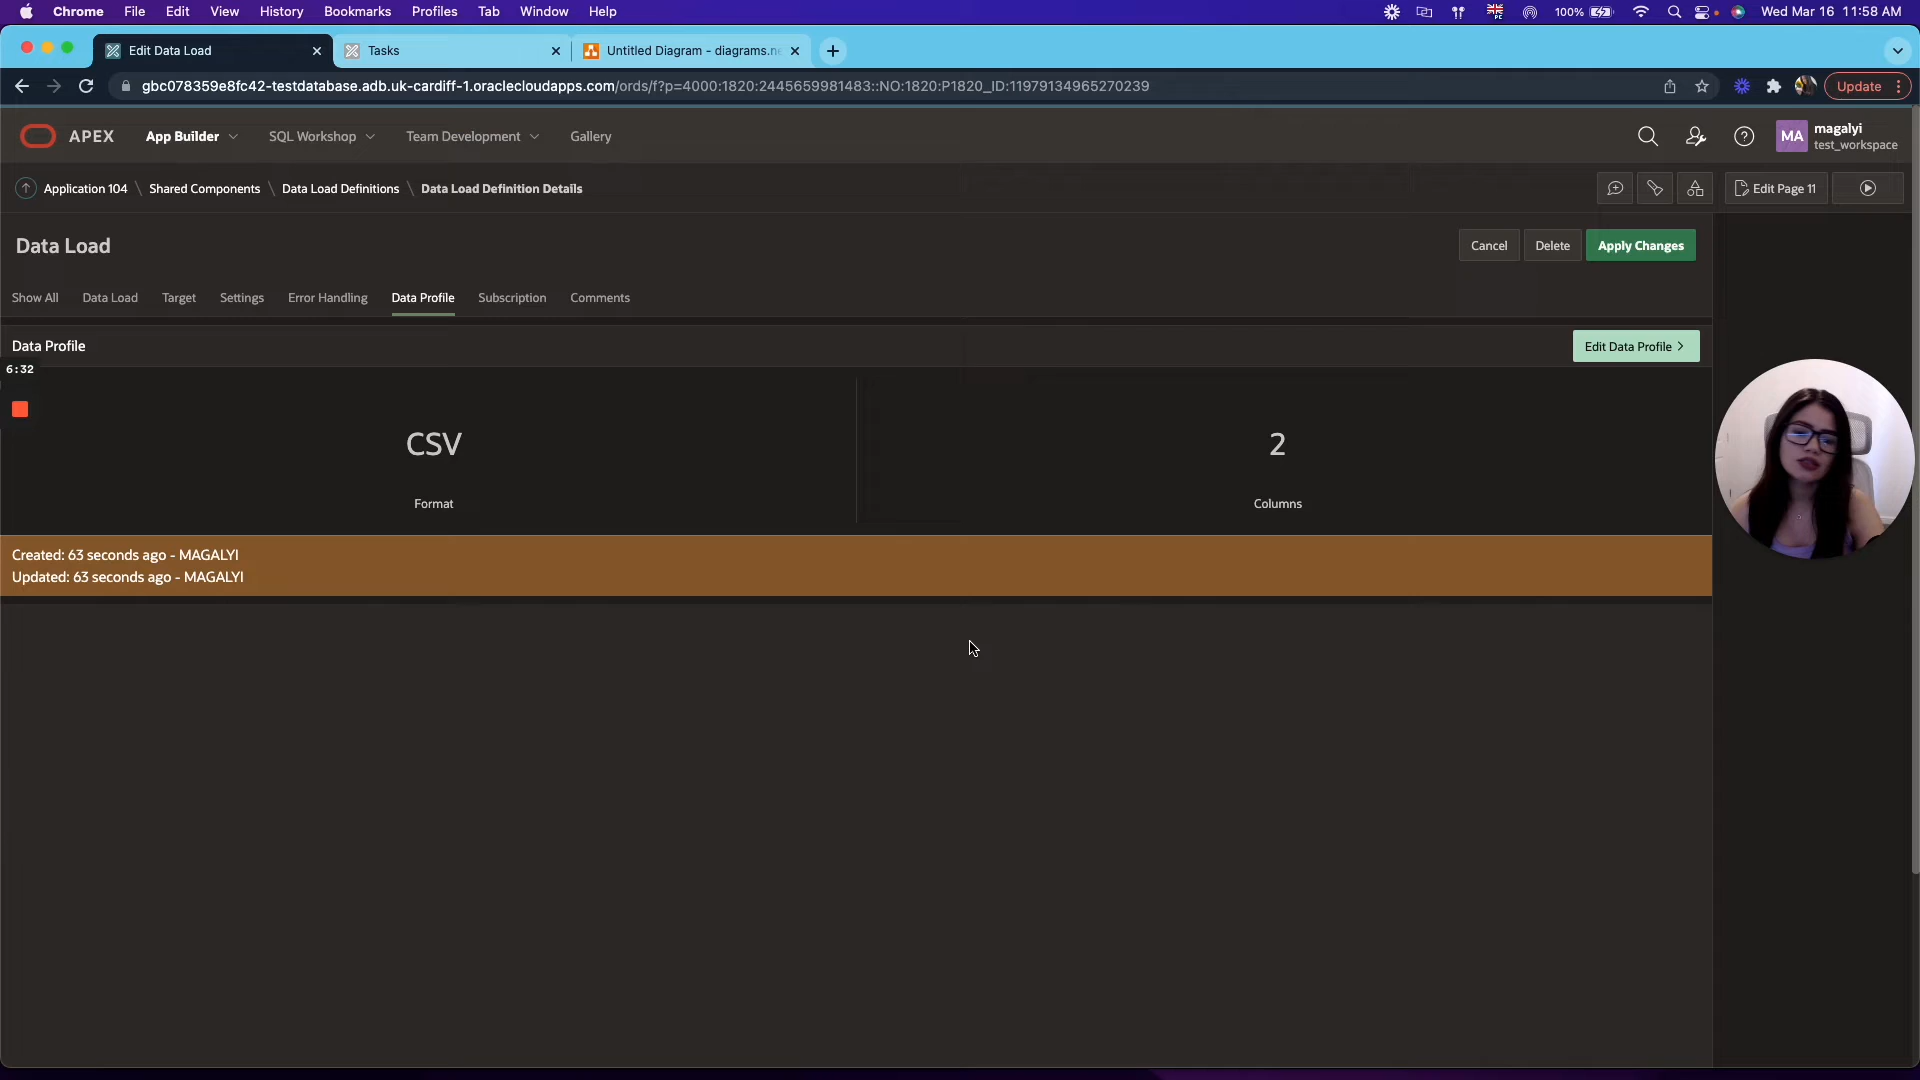 Chrome File Edit View History Bookmarks Profiles Tab Window Help 100% Wed Mar 16 11:58 AM
Edit Data Load Tasks Untitled Diagram - diagrams.ne
gbc078359e8fc42-testdatabase.adb.uk-cardiff-1.oraclecloudapps.com/ords/f?p=4000:1820:2445659981483::NO:1820:P1820_ID:11979134965270239 Update
APEX App Builder SQL Workshop Team Development Gallery MA magalyi
test_workspace
Application 104 \ Shared Components \ Data Load Definitions \ Data Load Definition Details Edit Page 11
Data Load Cancel Delete Apply Changes
Show All Data Load Target Settings Error Handling Data Profile Subscription Comments
Data Profile Edit Data Profile >
6:32
CSV 2
Format Columns
Created: 63 seconds ago - MAGALYI
Updated: 63 seconds ago - MAGALYI